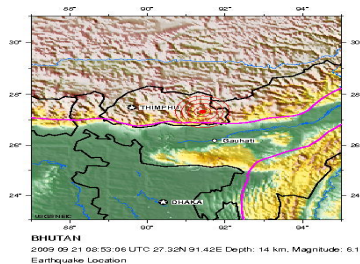 88° 90° 92° 94°
30° 30°
28° 28°
THIMPHU
26° Gauhati 26°
DHAKA
24° 24°
USGS NEIC
88° 90° 92° 94°
BHUTAN
2009 09 21 08:53:06 UTC 27.32N 91.42E Depth: 14 km, Magnitude: 6.1
Earthquake Location